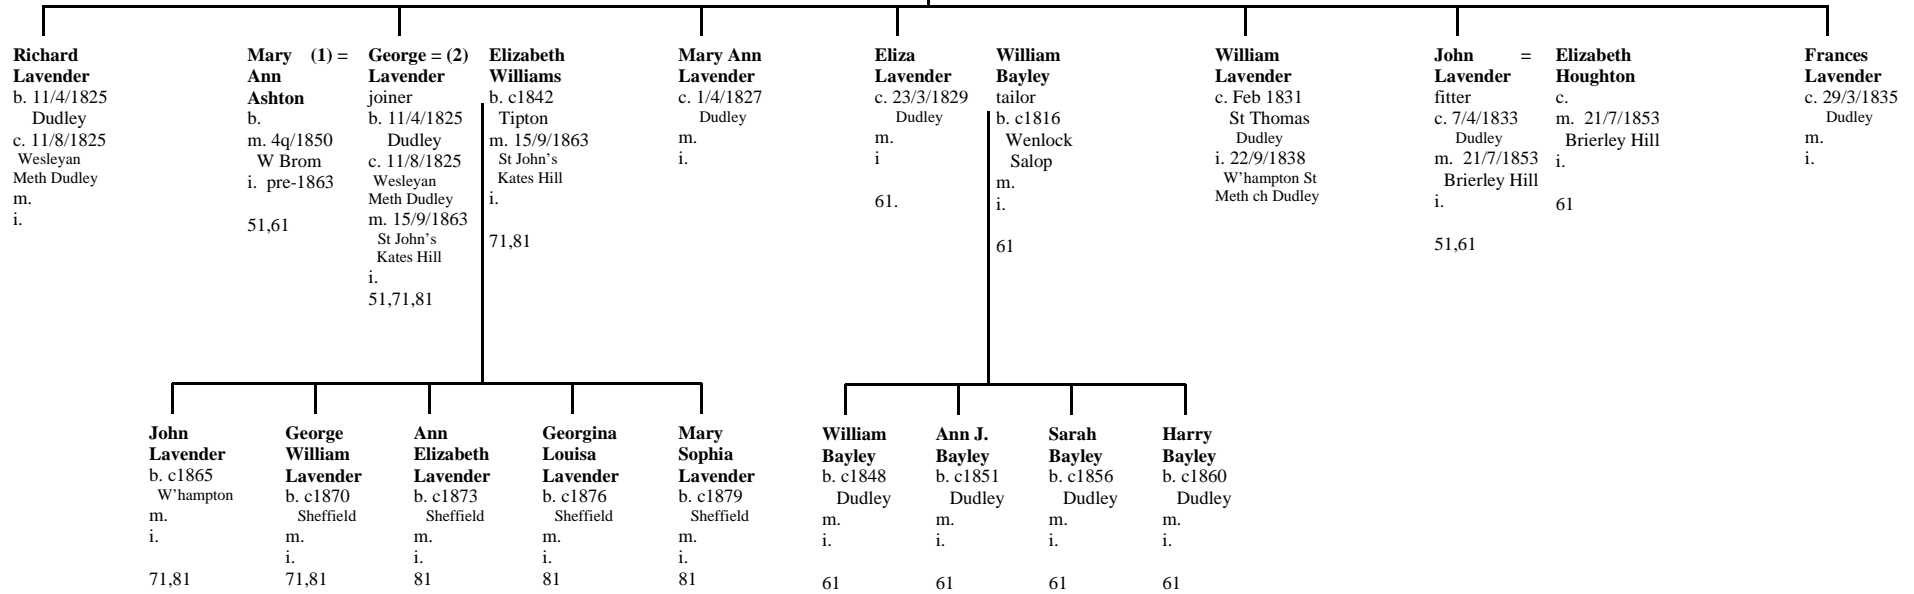 Richard
Lavender
b. 11/4/1825
Dudley
c. 11/8/1825
Wesleyan
Meth Dudley
m.
i.
Mary (1) =
Ann
Ashton
b.
m. 4q/1850
W Brom
i. pre-1863
51,61
George = (2)
Lavender
joiner
b. 11/4/1825
Dudley
c. 11/8/1825
Wesleyan
Meth Dudley
m. 15/9/1863
St John's
Kates Hill
i.
51,71,81
Elizabeth
Williams
b. c1842
Tipton
m. 15/9/1863
St John's
Kates Hill
i.
71,81
Mary Ann
Lavender
c. 1/4/1827
Dudley
m.
i.
Eliza
Lavender
c. 23/3/1829
Dudley
m.
i
61.
William
Bayley
tailor
b. c1816
Wenlock
Salop
m.
i.
61
William
Lavender
c. Feb 1831
St Thomas
Dudley
i. 22/9/1838
W'hampton St
Meth ch Dudley
John =
Lavender
fitter
c. 7/4/1833
Dudley
m. 21/7/1853
Brierley Hill
i.
51,61
Elizabeth
Houghton
c.
m. 21/7/1853
Brierley Hill
i.
61
Frances
Lavender
c. 29/3/1835
Dudley
m.
i.
John
Lavender
b. c1865
W'hampton
m.
i.
71,81
George
William
Lavender
b. c1870
Sheffield
m.
i.
71,81
Ann
Elizabeth
Lavender
b. c1873
Sheffield
m.
i.
81
Georgina
Louisa
Lavender
b. c1876
Sheffield
m.
i.
81
Mary
Sophia
Lavender
b. c1879
Sheffield
m.
i.
81
William
Bayley
b. c1848
Dudley
m.
i.
61
Ann J.
Bayley
b. c1851
Dudley
m.
i.
61
Sarah
Bayley
b. c1856
Dudley
m.
i.
61
Harry
Bayley
b. c1860
Dudley
m.
i.
61